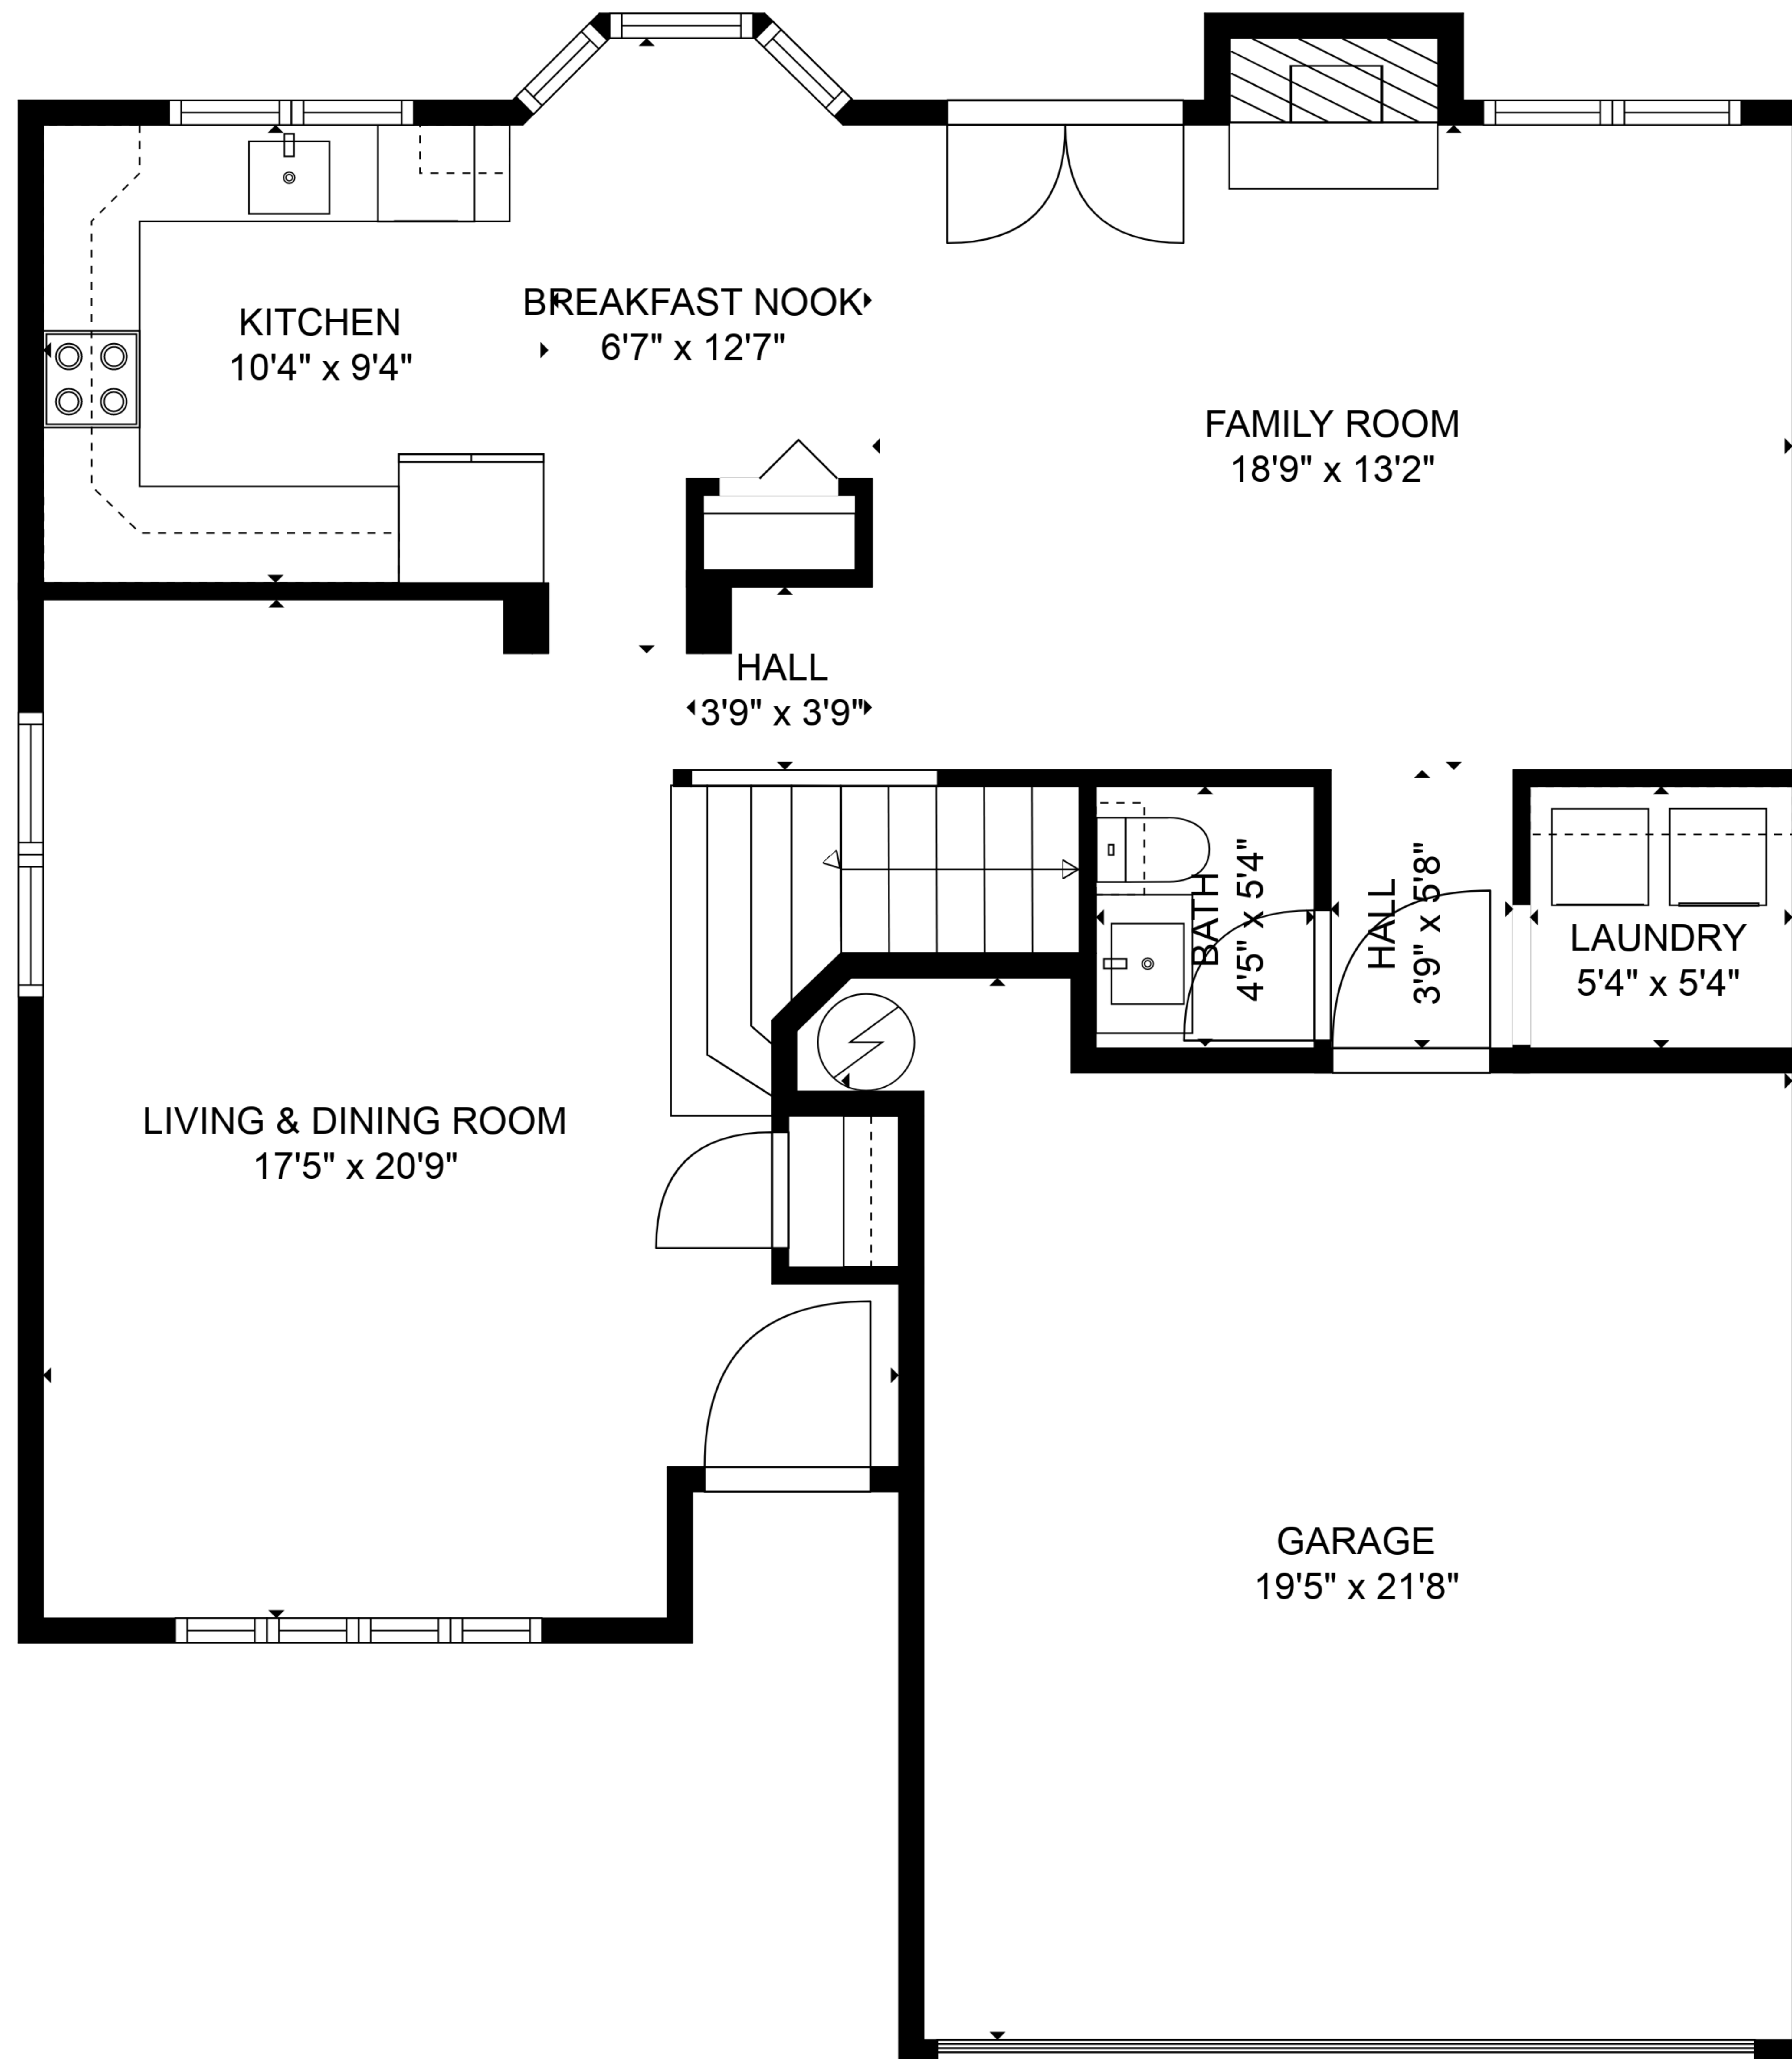 KITCHEN
10'4" x 9'4"
BREAKFAST NOOK
6'7" x 12'7"
FAMILY ROOM
18'9" x 13'2"
HALL
3'9" x 3'9"
BATH
4'5" x 5'4"
HALL
3'9" x 5'8"
LAUNDRY
5'4" x 5'4"
LIVING & DINING ROOM
17'5" x 20'9"
GARAGE
19'5" x 21'8"